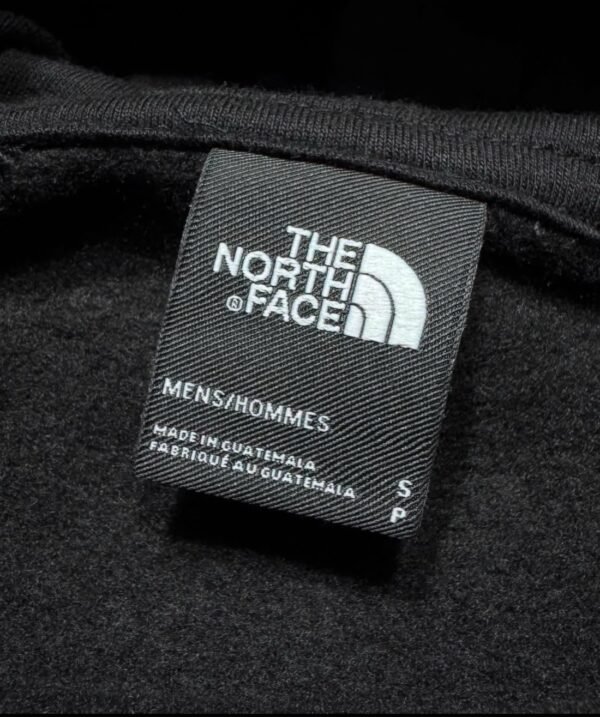 THE
NORTH
®FACE
MENS/HOMMES
MADE IN GUATEMALA
FABRIQUÉ AU GUATEMALA
S
P